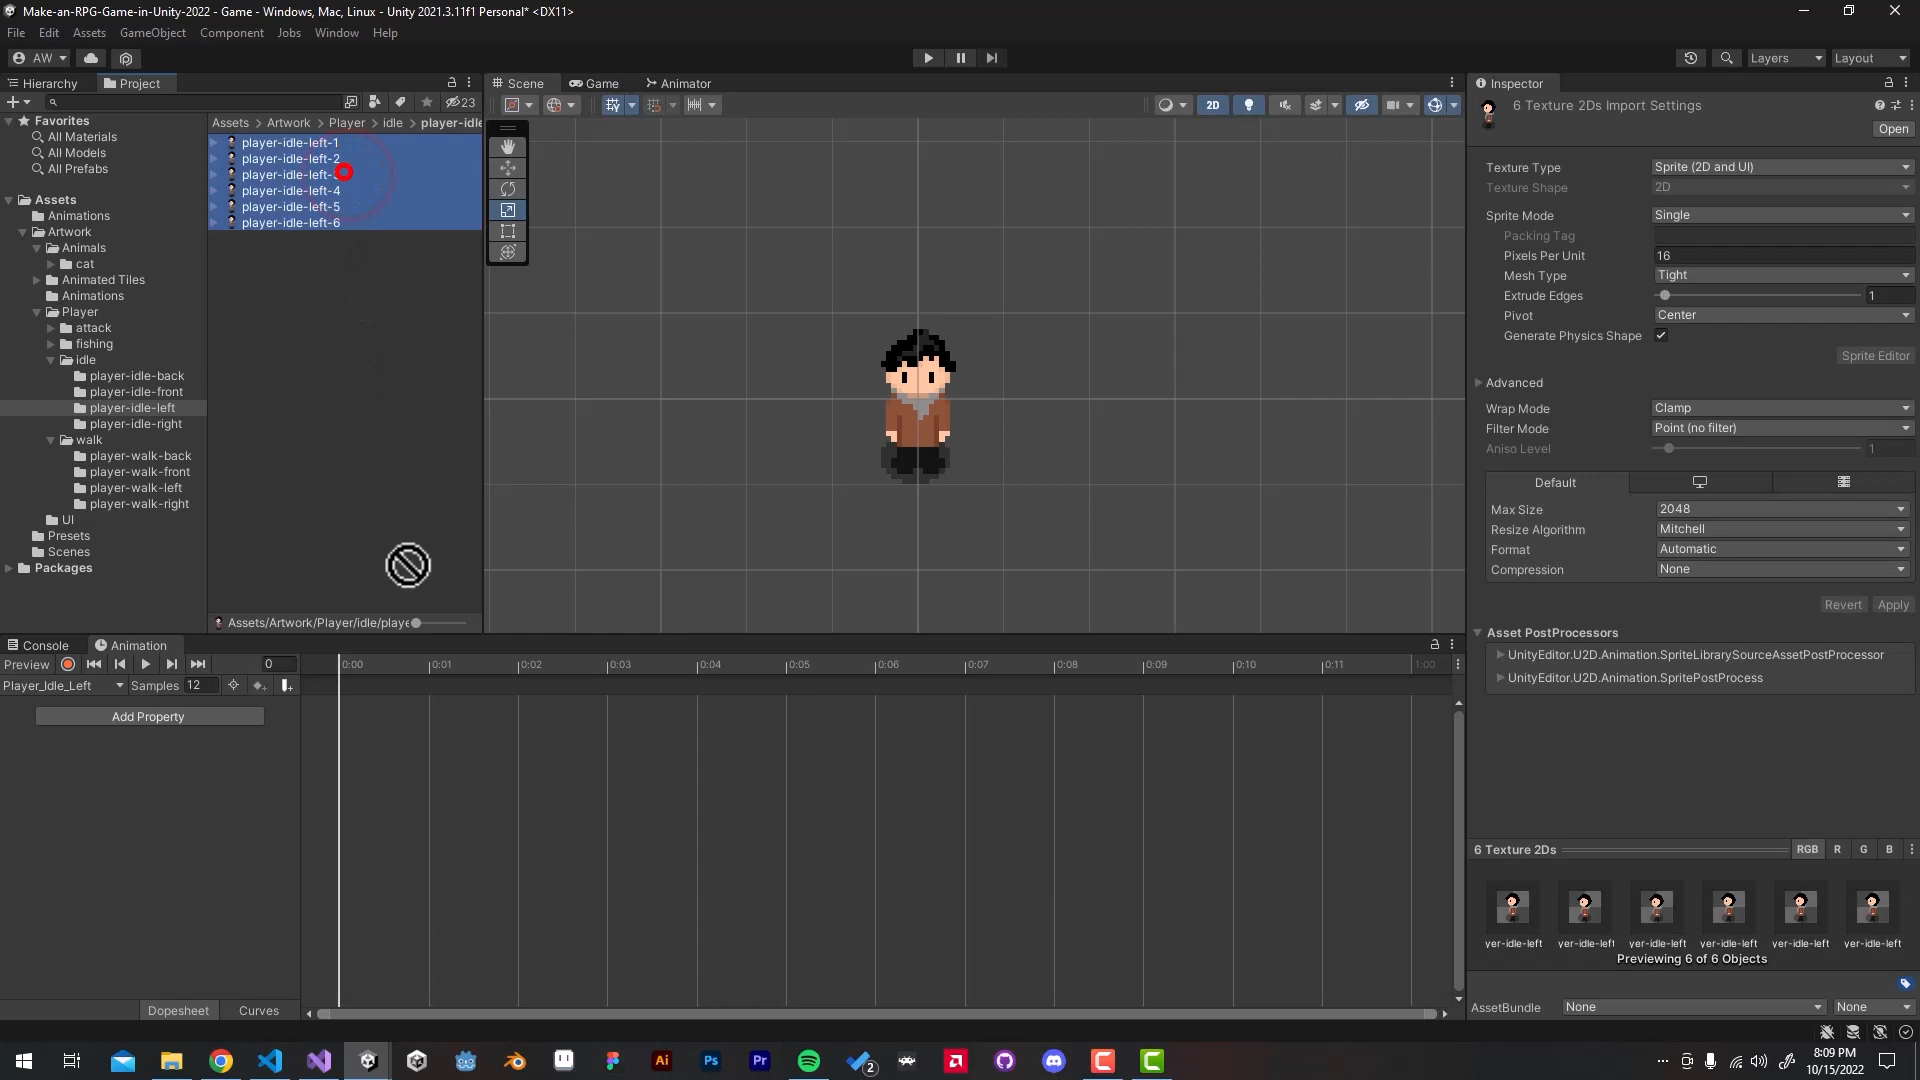 Make-an-RPG-Game-in-Unity-2022 - Game - Windows, Mac, Linux - Unity 2021.3.11f1 Personal* <DX11>
File Edit Assets GameObject Component Jobs Window Help
AW
Layers
Layout
Hierarchy
Project
Scene
Game
Animator
Inspector
23
2D
6 Texture 2Ds Import Settings
Open
Favorites
All Materials
All Models
All Prefabs
Assets
Animations
Artwork
Animals
cat
Animated Tiles
Animations
Player
attack
fishing
idle
player-idle-back
player-idle-front
player-idle-left
player-idle-right
walk
player-walk-back
player-walk-front
player-walk-left
player-walk-right
UI
Presets
Scenes
Packages
Assets > Artwork > Player > idle > player-idle
player-idle-left-1
player-idle-left-2
player-idle-left-
player-idle-left-4
player-idle-left-5
player-idle-left-6
Assets/Artwork/Player/idle/playe
Texture Type Sprite (2D and UI)
Texture Shape 2D
Sprite Mode Single
Packing Tag
Pixels Per Unit 16
Mesh Type Tight
Extrude Edges 1
Pivot Center
Generate Physics Shape
Sprite Editor
Advanced
Wrap Mode Clamp
Filter Mode Point (no filter)
Aniso Level 1
Default
Max Size 2048
Resize Algorithm Mitchell
Format Automatic
Compression None
Revert Apply
Asset PostProcessors
UnityEditor.U2D.Animation.SpriteLibrarySourceAssetPostProcessor
UnityEditor.U2D.Animation.SpritePostProcess
6 Texture 2Ds RGB R G B
yer-idle-left yer-idle-left yer-idle-left yer-idle-left yer-idle-left yer-idle-left
Previewing 6 of 6 Objects
AssetBundle None None
Console
Animation
Preview 0
0:00 0:01 0:02 0:03 0:04 0:05 0:06 0:07 0:08 0:09 0:10 0:11 1:00
Player_Idle_Left Samples 12
Add Property
Dopesheet Curves
Ai
Ps
Pr
2
8:09 PM
10/15/2022